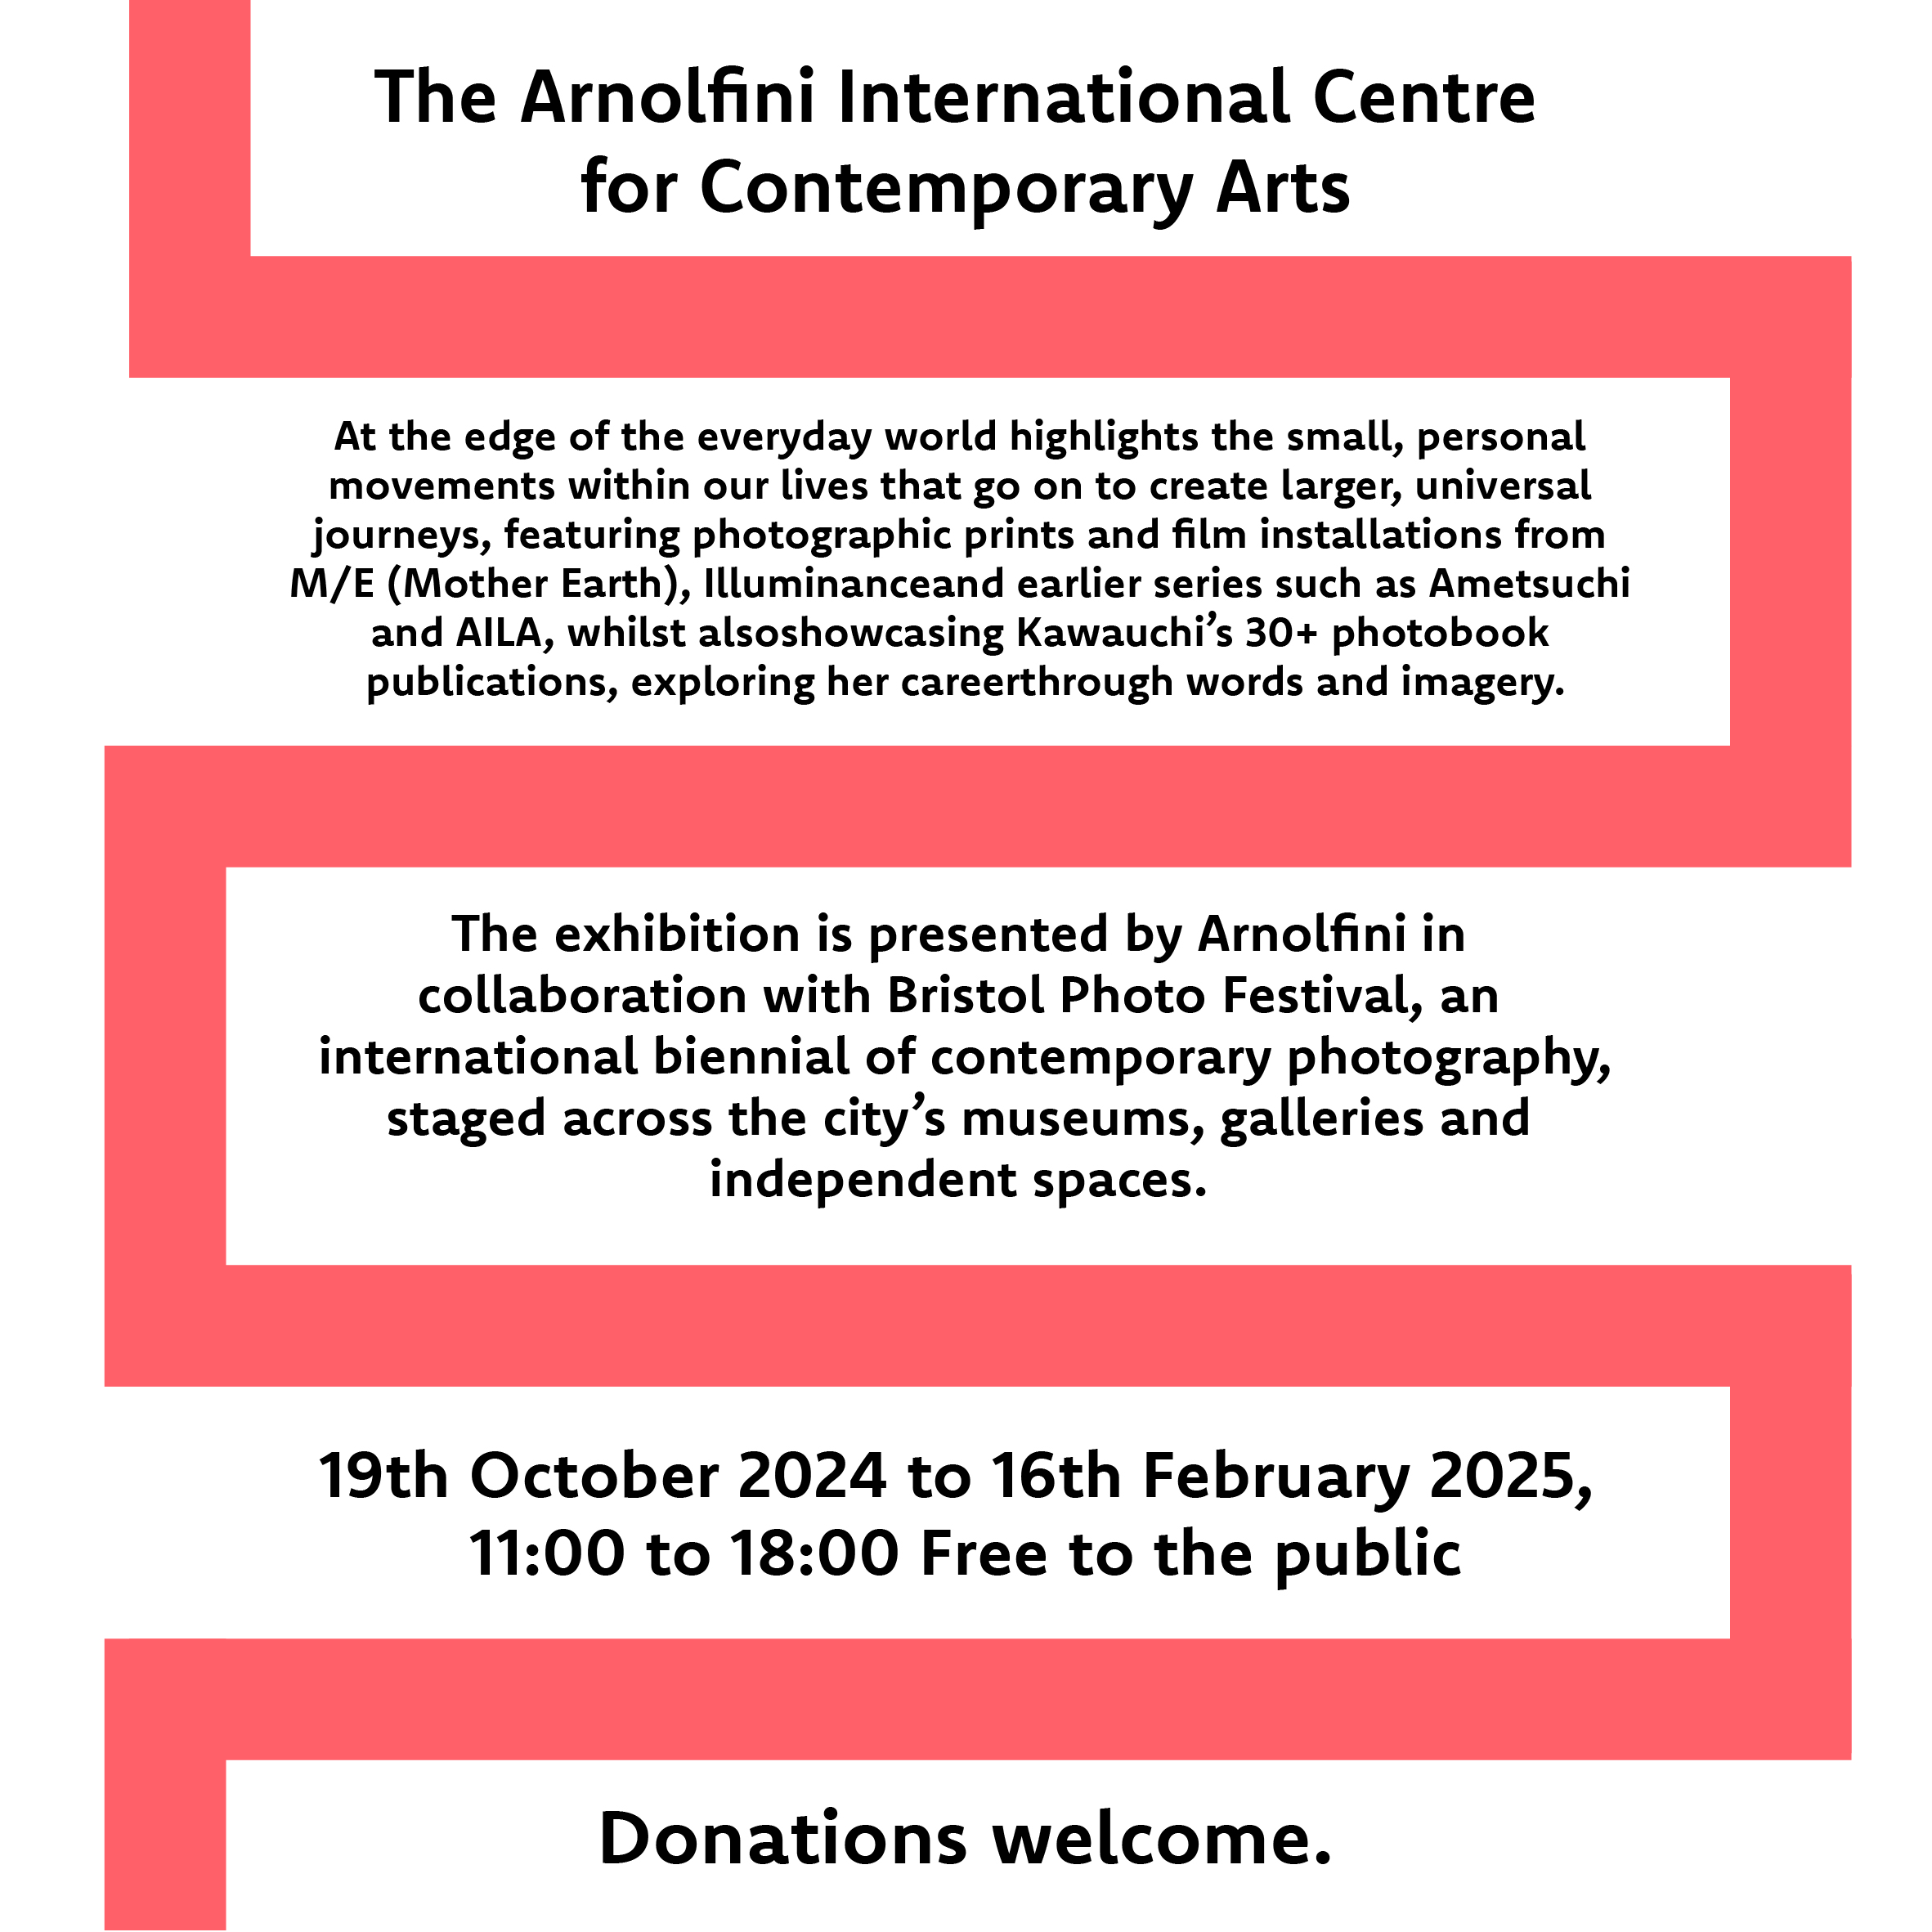 The Arnolfini International Centre
for Contemporary Arts
At the edge of the everyday world highlights the small, personal
movements within our lives that go on to create larger, universal
journeys, featuring photographic prints and film installations from
M/E (Mother Earth), Illuminanceand earlier series such as Ametsuchi
and AILA, whilst alsoshowcasing Kawauchi’s 30+ photobook
publications, exploring her careerthrough words and imagery.
The exhibition is presented by Arnolfini in
collaboration with Bristol Photo Festival, an
international biennial of contemporary photography,
staged across the city’s museums, galleries and
independent spaces.
19th October 2024 to 16th February 2025,
11:00 to 18:00 Free to the public
Donations welcome.